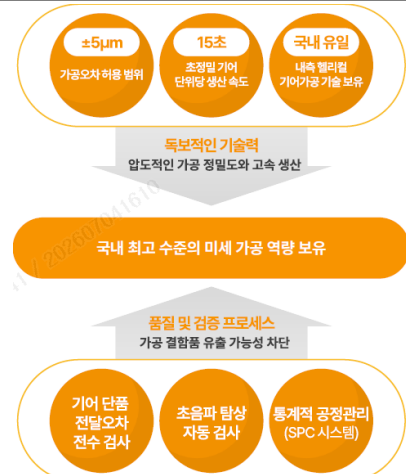 ±5μm
가공오차 허용 범위
15초
초정밀 기어
단위당 생산 속도
국내 유일
내측 헬리컬
기어가공 기술 보유
독보적인 기술력
압도적인 가공 정밀도와 고속 생산
국내 최고 수준의 미세 가공 역량 보유
41 / 202607041610
품질 및 검증 프로세스
가공 결함품 유출 가능성 차단
기어 단품
전달오차
전수 검사
초음파 탐상
자동 검사
통계적 공정관리
(SPC 시스템)